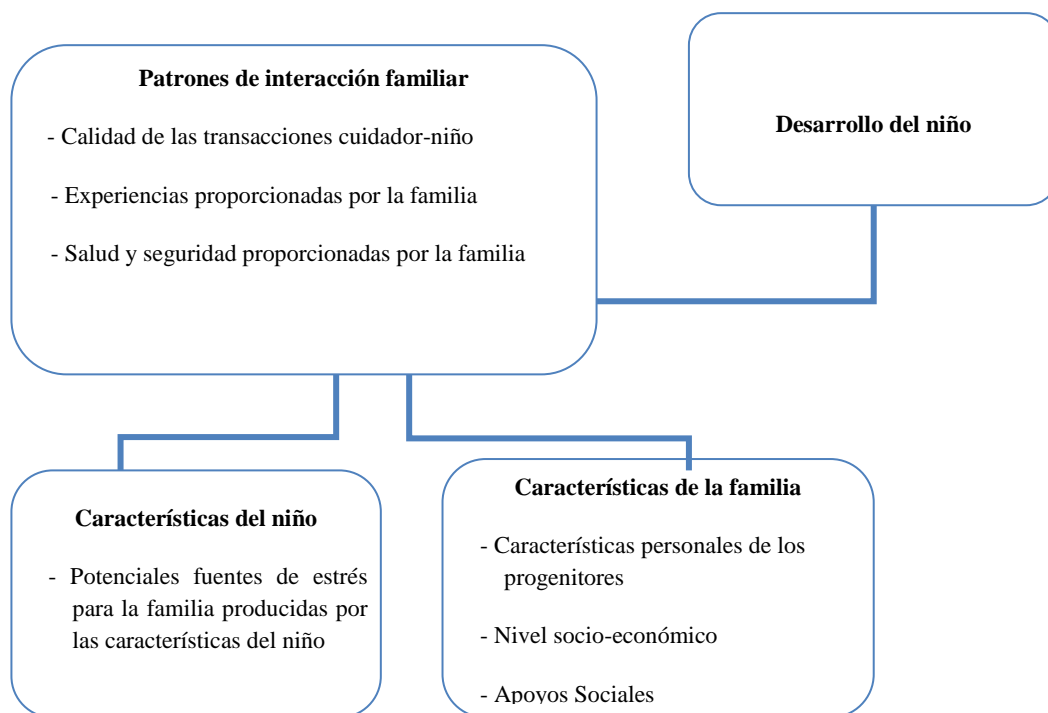 Patrones de interacción familiar
- Calidad de las transacciones cuidador-niño
- Experiencias proporcionadas por la familia
- Salud y seguridad proporcionadas por la familia
Desarrollo del niño
Características del niño
- Potenciales fuentes de estrés
para la familia producidas por
las características del niño
Características de la familia
- Características personales de los
progenitores
- Nivel socio-económico
- Apoyos Sociales